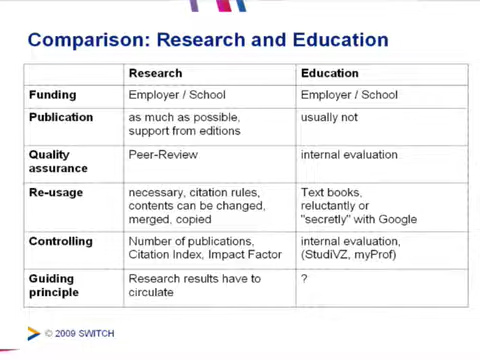 Comparison: Research and Education
Research Education
Funding Employer / School Employer / School
Publication as much as possible, usually not
support from editions
Quality Peer-Review internal evaluation
assurance
Re-usage necessary, citation rules, Text books,
contents can be changed, reluctantly or
merged, copied "secretly" with Google
Controlling Number of publications, internal evaluation,
Citation Index, Impact Factor (StudiVZ, myProf)
Guiding Research results have to ?
principle circulate
© 2009 SWITCH